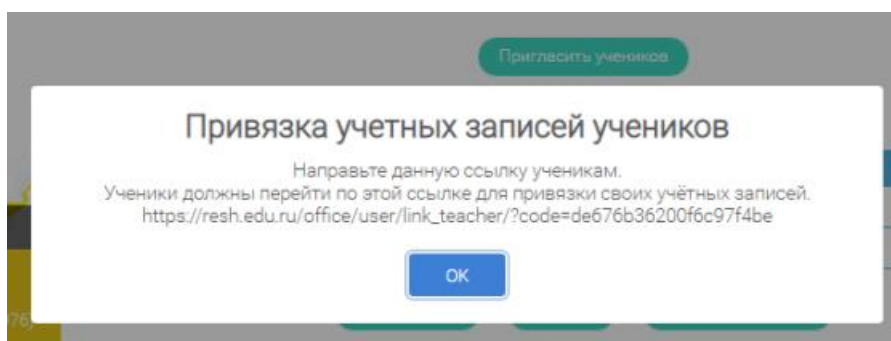 Пригласить учеников
Привязка учетных записей учеников
Направьте данную ссылку ученикам.
Ученики должны перейти по этой ссылке для привязки своих учётных записей.
https://resh.edu.ru/office/user/link_teacher/?code=de676b36200f6c97f4be
ОК